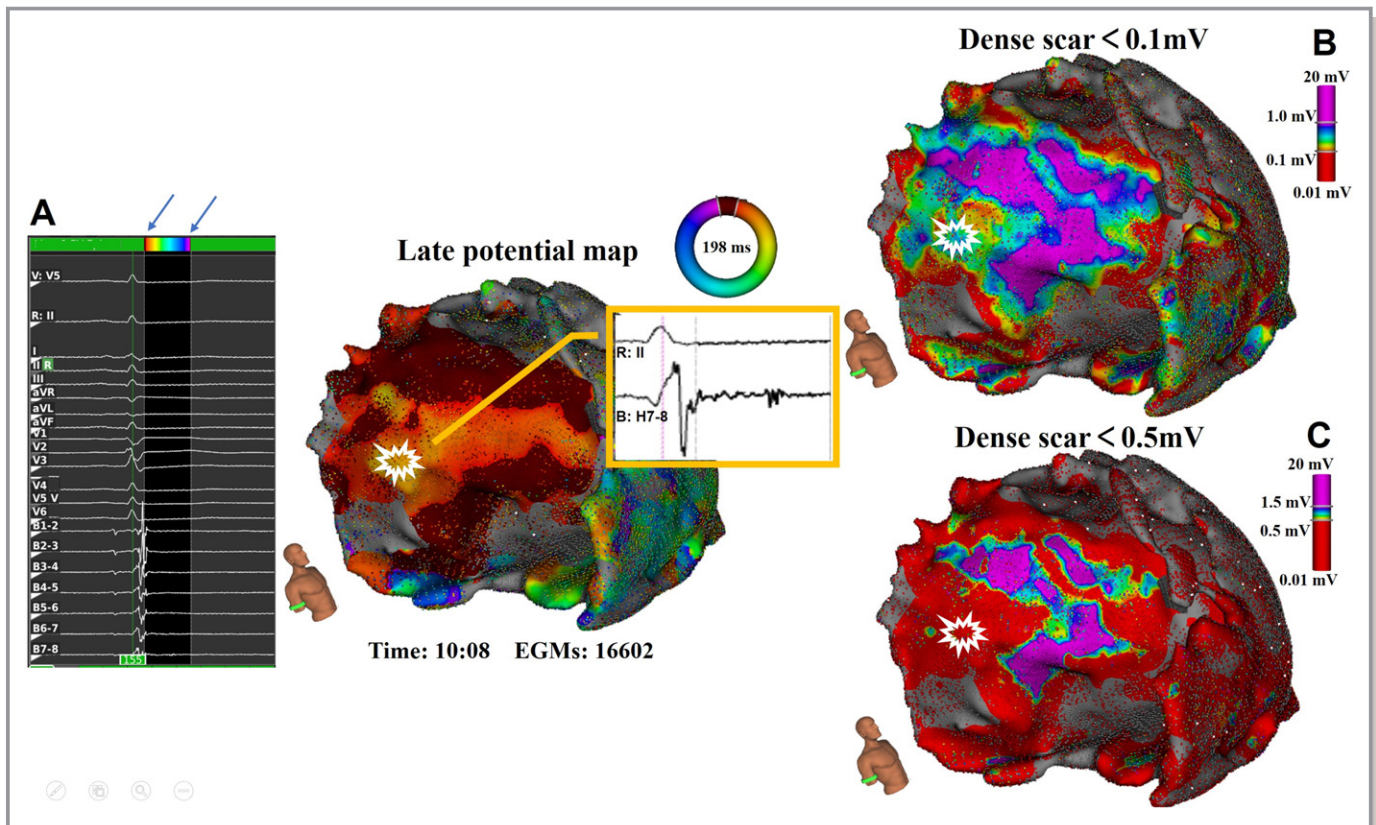 A
V: V5
R: II
I
II R
III
aVR
aVL
aVF
V1
V2
V3
V4
V5 V
V6
B1-2
B2-3
B3-4
B4-5
B5-6
B6-7
B7-8
155
Late potential map
198 ms
R: II
B: H7-8
Time: 10:08 EGMs: 16602
Dense scar < 0.1mV
B
20 mV
1.0 mV
0.1 mV
0.01 mV
Dense scar < 0.5mV
C
20 mV
1.5 mV
0.5 mV
0.01 mV